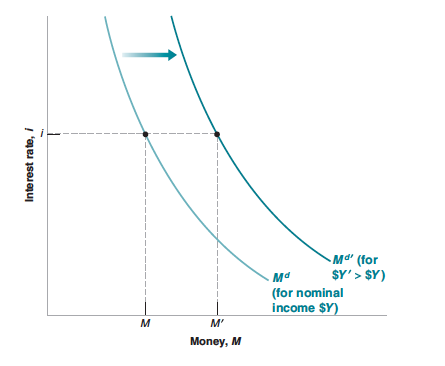 Interest rate, i
i
Mᵈ′ (for
$Y′ > $Y)
Mᵈ
(for nominal
income $Y)
M
M′
Money, M